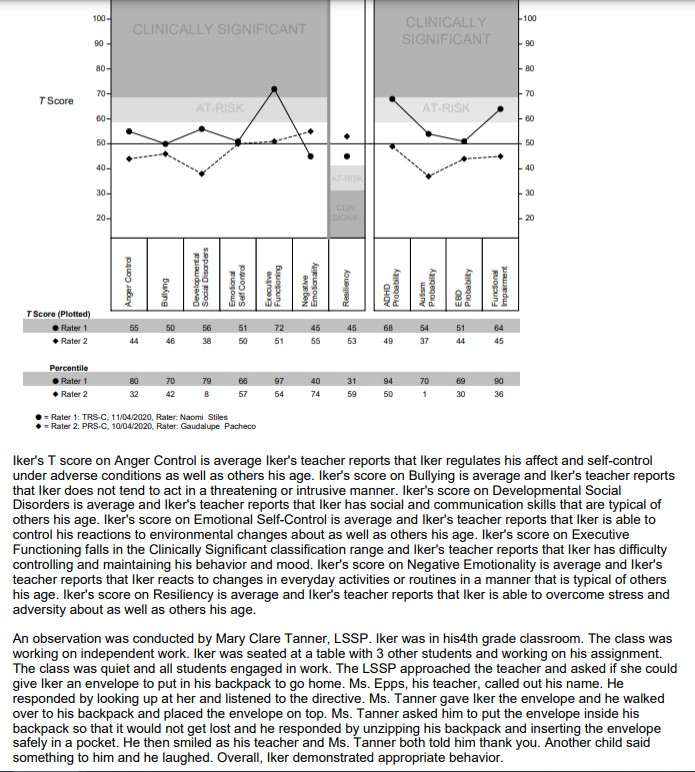 CLINICALLY SIGNIFICANT
CLINICALLY
SIGNIFICANT
T Score
100
90
80
70
60
50
40
30
20
AT-RISK
AT-RISK
AT-RISK
CLIN.
SIGNIF.
100
90
80
70
60
50
40
30
20
Anger Control
Bullying
Developmental
Social Disorders
Emotional
Self Control
Executive
Functioning
Negative
Emotionality
Resiliency
ADHD
Probability
Autism
Probability
EBD
Probability
Functional
Impairment
T Score (Plotted)
Rater 1 55 50 56 51 72 45 45 68 54 51 64
Rater 2 44 46 38 50 51 55 53 49 37 44 45
Percentile
Rater 1 80 70 79 66 97 40 31 94 70 69 90
Rater 2 32 42 8 57 54 74 59 50 1 30 36
● = Rater 1: TRS-C, 11/04/2020, Rater: Naomi Stiles
◆ = Rater 2: PRS-C, 10/04/2020, Rater: Gaudalupe Pacheco
Iker's T score on Anger Control is average Iker's teacher reports that Iker regulates his affect and self-control
under adverse conditions as well as others his age. Iker's score on Bullying is average and Iker's teacher reports
that Iker does not tend to act in a threatening or intrusive manner. Iker's score on Developmental Social
Disorders is average and Iker's teacher reports that Iker has social and communication skills that are typical of
others his age. Iker's score on Emotional Self-Control is average and Iker's teacher reports that Iker is able to
control his reactions to environmental changes about as well as others his age. Iker's score on Executive
Functioning falls in the Clinically Significant classification range and Iker's teacher reports that Iker has difficulty
controlling and maintaining his behavior and mood. Iker's score on Negative Emotionality is average and Iker's
teacher reports that Iker reacts to changes in everyday activities or routines in a manner that is typical of others
his age. Iker's score on Resiliency is average and Iker's teacher reports that Iker is able to overcome stress and
adversity about as well as others his age.
An observation was conducted by Mary Clare Tanner, LSSP. Iker was in his4th grade classroom. The class was
working on independent work. Iker was seated at a table with 3 other students and working on his assignment.
The class was quiet and all students engaged in work. The LSSP approached the teacher and asked if she could
give Iker an envelope to put in his backpack to go home. Ms. Epps, his teacher, called out his name. He
responded by looking up at her and listened to the directive. Ms. Tanner gave Iker the envelope and he walked
over to his backpack and placed the envelope on top. Ms. Tanner asked him to put the envelope inside his
backpack so that it would not get lost and he responded by unzipping his backpack and inserting the envelope
safely in a pocket. He then smiled as his teacher and Ms. Tanner both told him thank you. Another child said
something to him and he laughed. Overall, Iker demonstrated appropriate behavior.